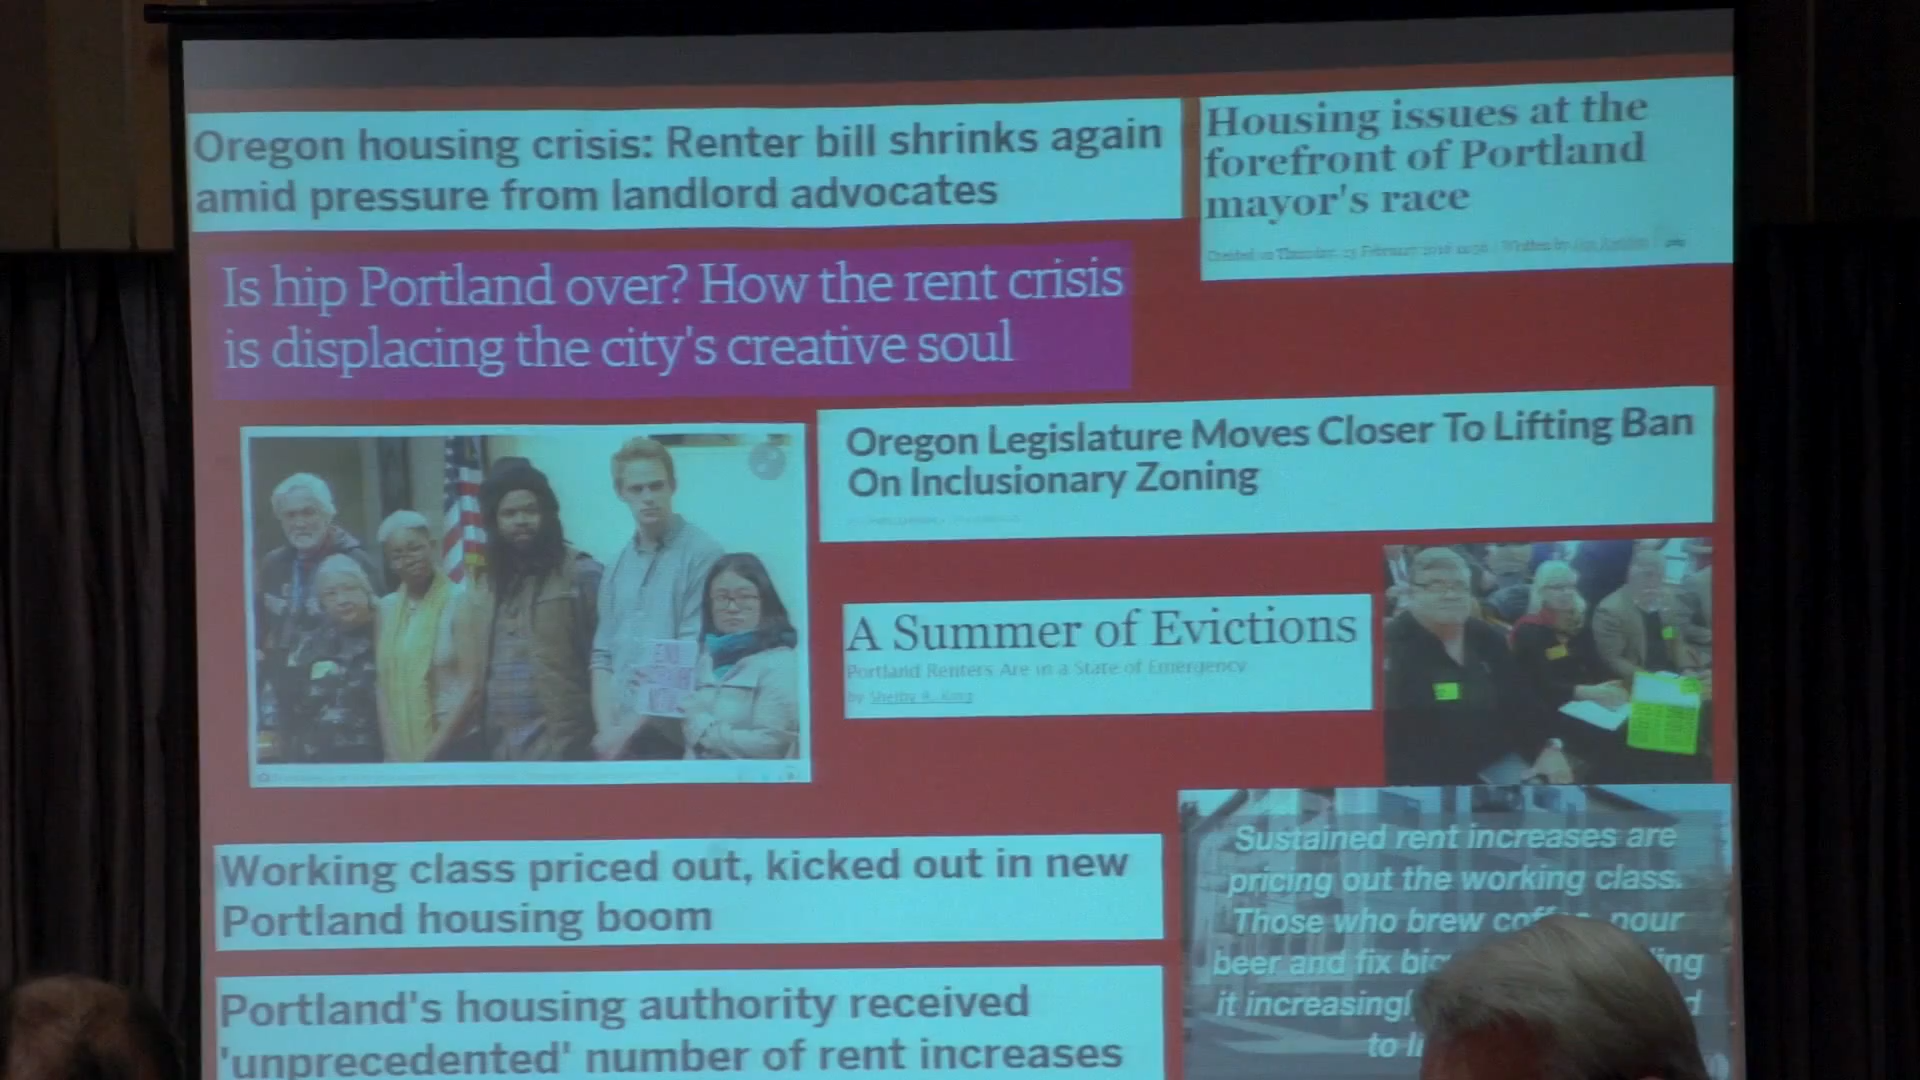 Oregon housing crisis: Renter bill shrinks again
amid pressure from landlord advocates
Housing issues at the
forefront of Portland
mayor's race
Is hip Portland over? How the rent crisis
is displacing the city's creative soul
Oregon Legislature Moves Closer To Lifting Ban
On Inclusionary Zoning
A Summer of Evictions
Portland Renters Are in a State of Emergency
by Shelby R. King
Working class priced out, kicked out in new
Portland housing boom
Portland's housing authority received
'unprecedented' number of rent increases
Sustained rent increases are
pricing out the working class.
Those who brew
beer and fix
it
to